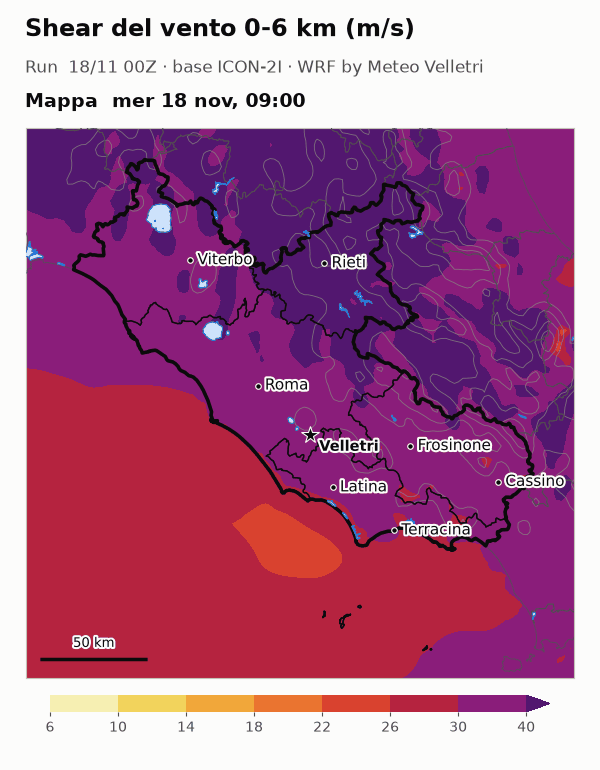 Shear del vento 0-6 km (m/s)
Run  18/11 00Z · base ICON-2I · WRF by Meteo Velletri
Mappa  mer 18 nov, 09:00
Viterbo
Rieti
Roma
Velletri
Frosinone
Latina
Cassino
Terracina
50 km
6 10 14 18 22 26 30 40